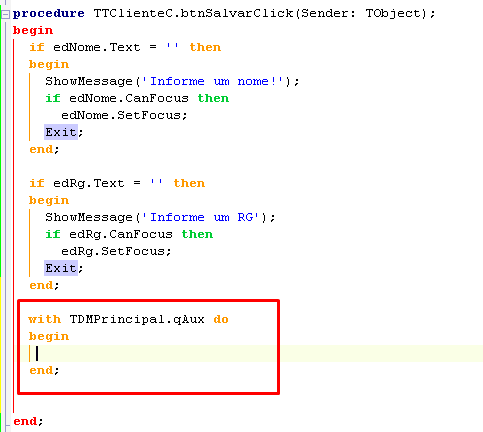 procedure TTClienteC.btnSalvarClick(Sender: TObject);
begin
if edNome.Text = '' then
begin
ShowMessage('Informe um nome!');
if edNome.CanFocus then
edNome.SetFocus;
Exit;
end;
if edRg.Text = '' then
begin
ShowMessage('Informe um RG');
if edRg.CanFocus then
edRg.SetFocus;
Exit;
end;
with TDMPrincipal.qAux do
begin
end;
end;